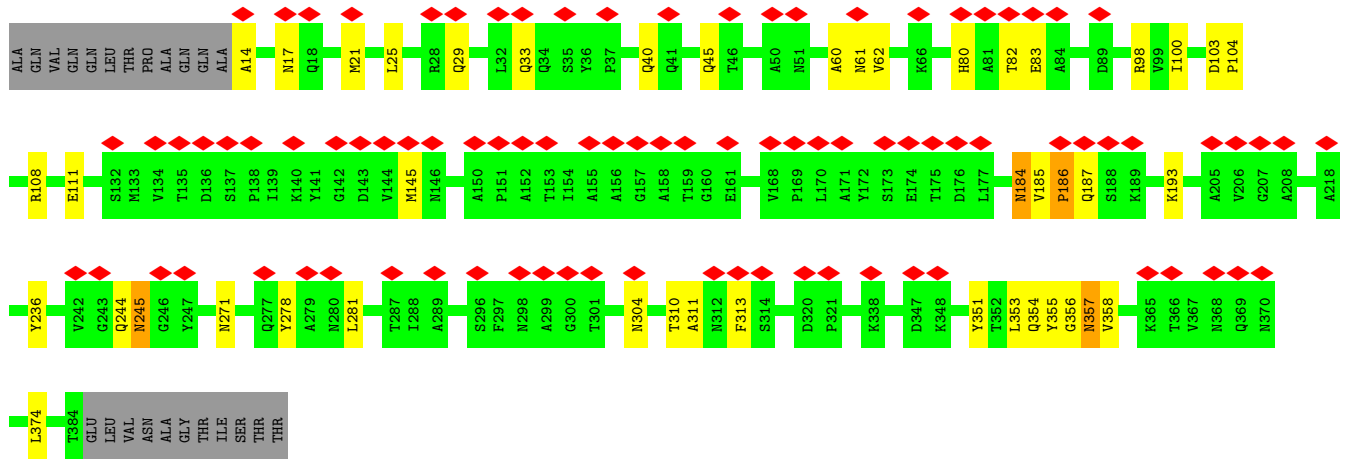 ALA GLN VAL GLN GLN LEU THR PRO ALA GLN GLN ALA A14 N17 Q18 M21 L25 R28 Q29 L32 Q33 Q34 S35 Y36 P37 Q40 Q41 Q45 T46 A50 N51 A60 N61 V62 K66 H80 A81 T82 E83 A84 D89 R98 V99 I100 D103 P104
R108 E111 S132 M133 V134 T135 D136 S137 P138 I139 K140 Y141 G142 D143 V144 M145 N146 A150 P151 A152 T153 I154 A155 A156 G157 A158 T159 G160 E161 V168 P169 L170 A171 Y172 S173 E174 T175 D176 L177 N184 V185 P186 Q187 S188 K189 K193 A205 V206 G207 A208 A218
Y236 V242 G243 Q244 N245 G246 Y247 N271 Q277 Y278 A279 N280 L281 T287 I288 A289 S296 F297 N298 A299 G300 T301 N304 T310 A311 N312 F313 S314 D320 P321 K338 D347 K348 Y351 T352 L353 Q354 Y355 G356 N357 V358 K365 T366 V367 N368 Q369 N370
L374 T384 GLU LEU VAL ASN ALA GLY THR ILE SER THR THR